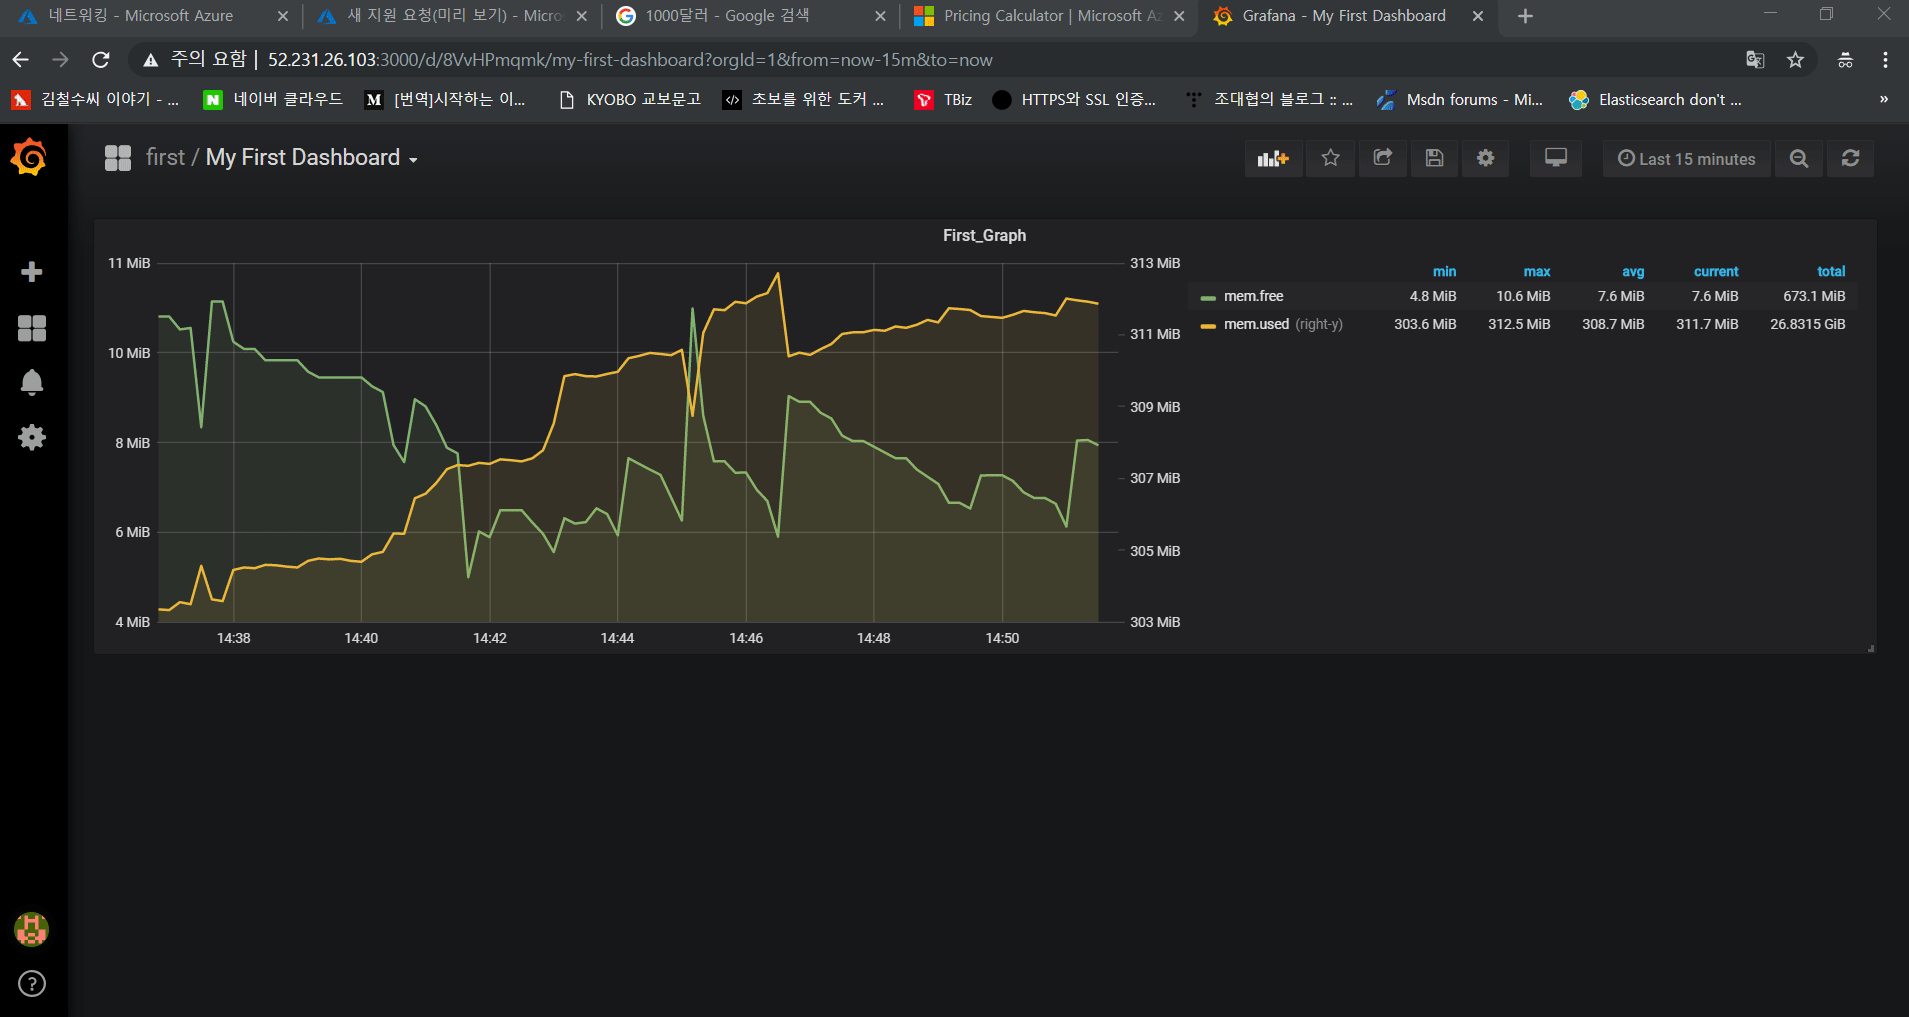 네트워킹 - Microsoft Azure
새 지원 요청(미리 보기) - Micros
1000달러 - Google 검색
Pricing Calculator | Microsoft Az
Grafana - My First Dashboard
주의 요함 | 52.231.26.103:3000/d/8VvHPmqmk/my-first-dashboard?orgId=1&from=now-15m&to=now
김철수씨 이야기 - ...
N 네이버 클라우드
M [번역]시작하는 이...
KYOBO 교보문고
</> 초보를 위한 도커 ...
TBiz
HTTPS와 SSL 인증...
조대협의 블로그 :: ...
Msdn forums - Mi...
Elasticsearch don't ...
»
first / My First Dashboard
Last 15 minutes
First_Graph
11 MiB
10 MiB
8 MiB
6 MiB
4 MiB
313 MiB
311 MiB
309 MiB
307 MiB
305 MiB
303 MiB
14:38 14:40 14:42 14:44 14:46 14:48 14:50
min max avg current total
mem.free 4.8 MiB 10.6 MiB 7.6 MiB 7.6 MiB 673.1 MiB
mem.used (right-y) 303.6 MiB 312.5 MiB 308.7 MiB 311.7 MiB 26.8315 GiB